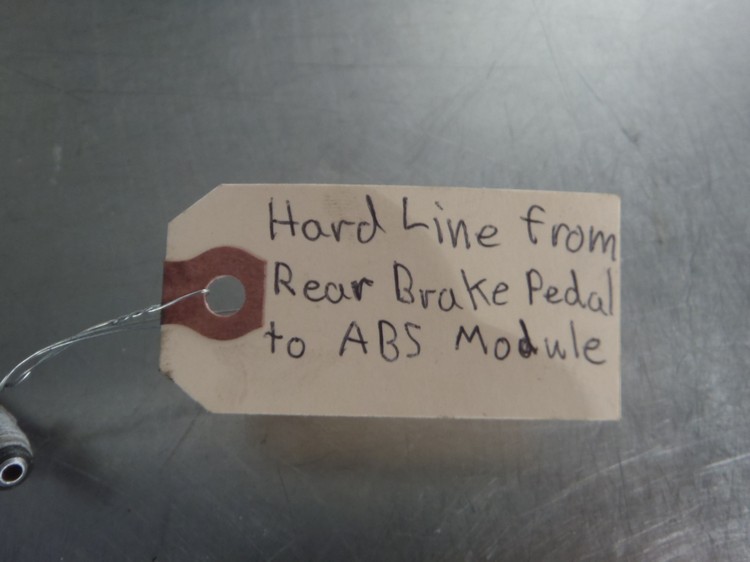 Hard Line from
Rear Brake Pedal
to ABS Module